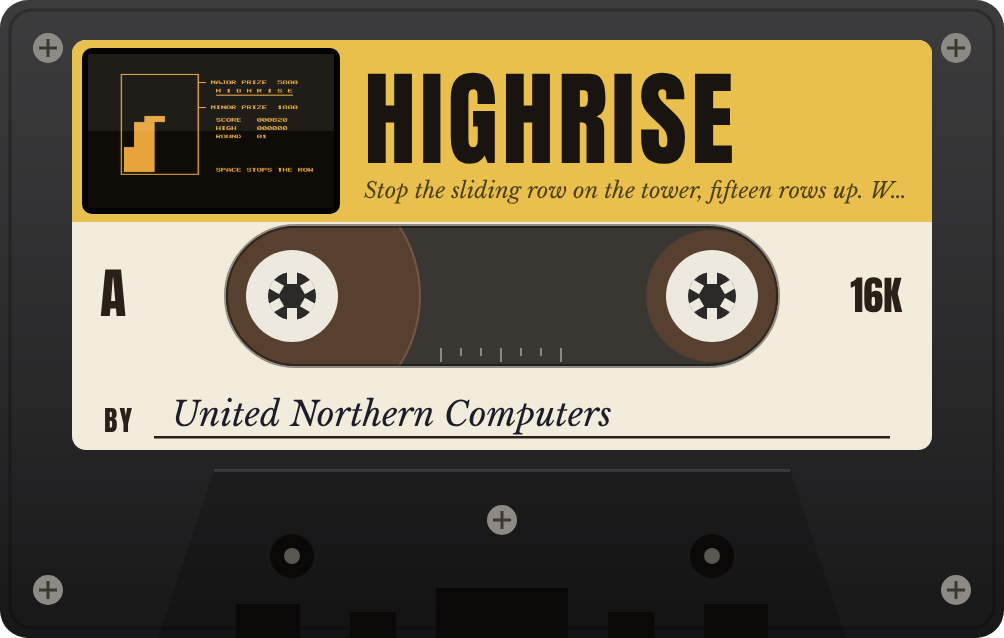 MAJOR PRIZE 5000
HIGHRISE
MINOR PRIZE 1000
SCORE 000820
HIGH 000000
ROUND 01
SPACE STOPS THE ROW
HIGHRISE
Stop the sliding row on the tower, fifteen rows up. W...
A
16K
BY United Northern Computers